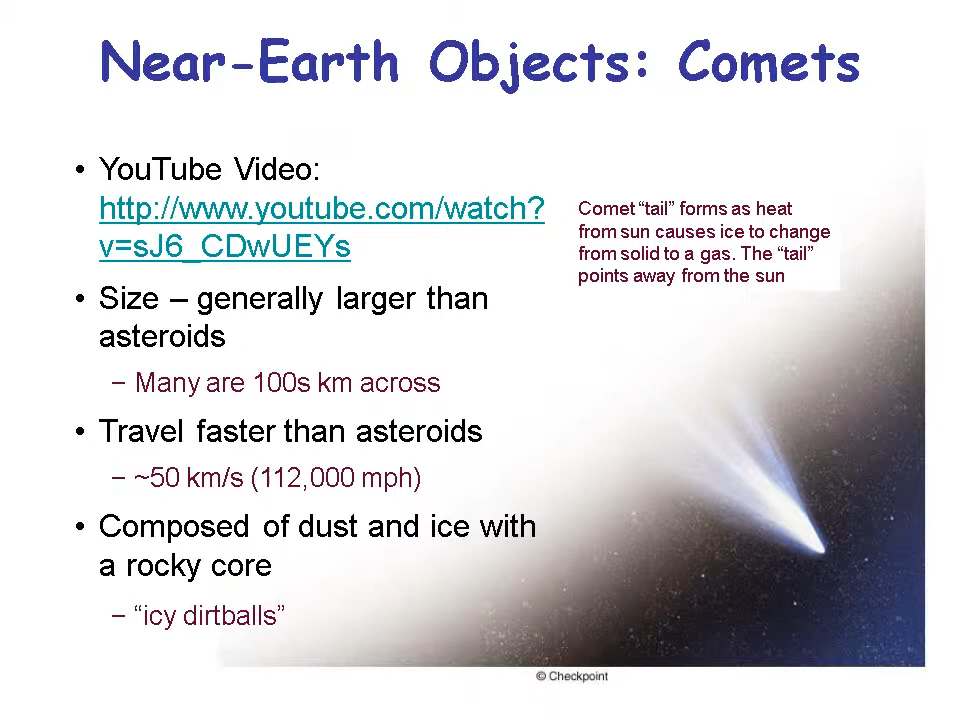 Near-Earth Objects: Comets
• YouTube Video:
http://www.youtube.com/watch?
v=sJ6_CDwUEYs
Comet “tail” forms as heat
from sun causes ice to change
from solid to a gas. The “tail”
points away from the sun
• Size – generally larger than
asteroids
– Many are 100s km across
• Travel faster than asteroids
– ~50 km/s (112,000 mph)
• Composed of dust and ice with
a rocky core
– “icy dirtballs”
© Checkpoint